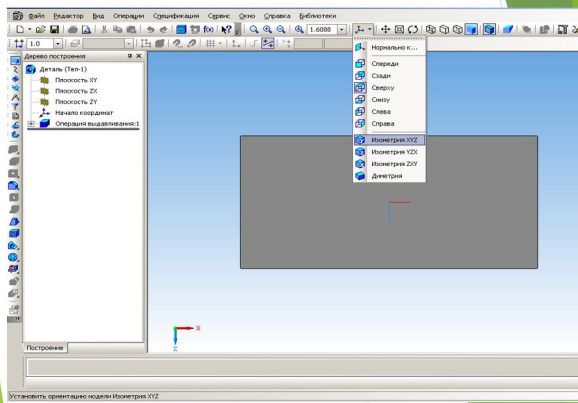 Файл Редактор Вид Операции Спецификация Сервис Окно Справка Библиотеки
f(x) 1.6088
1.0
Дерево построения
Деталь (Тел-1)
Плоскость XY
Плоскость ZX
Плоскость ZY
Начало координат
Операция выдавливания:1
Нормально к...
Спереди
Сзади
Сверху
Снизу
Слева
Справа
Изометрия XYZ
Изометрия YZX
Изометрия ZXY
Диметрия
X
Z
Построение
Установить ориентацию модели Изометрия XYZ